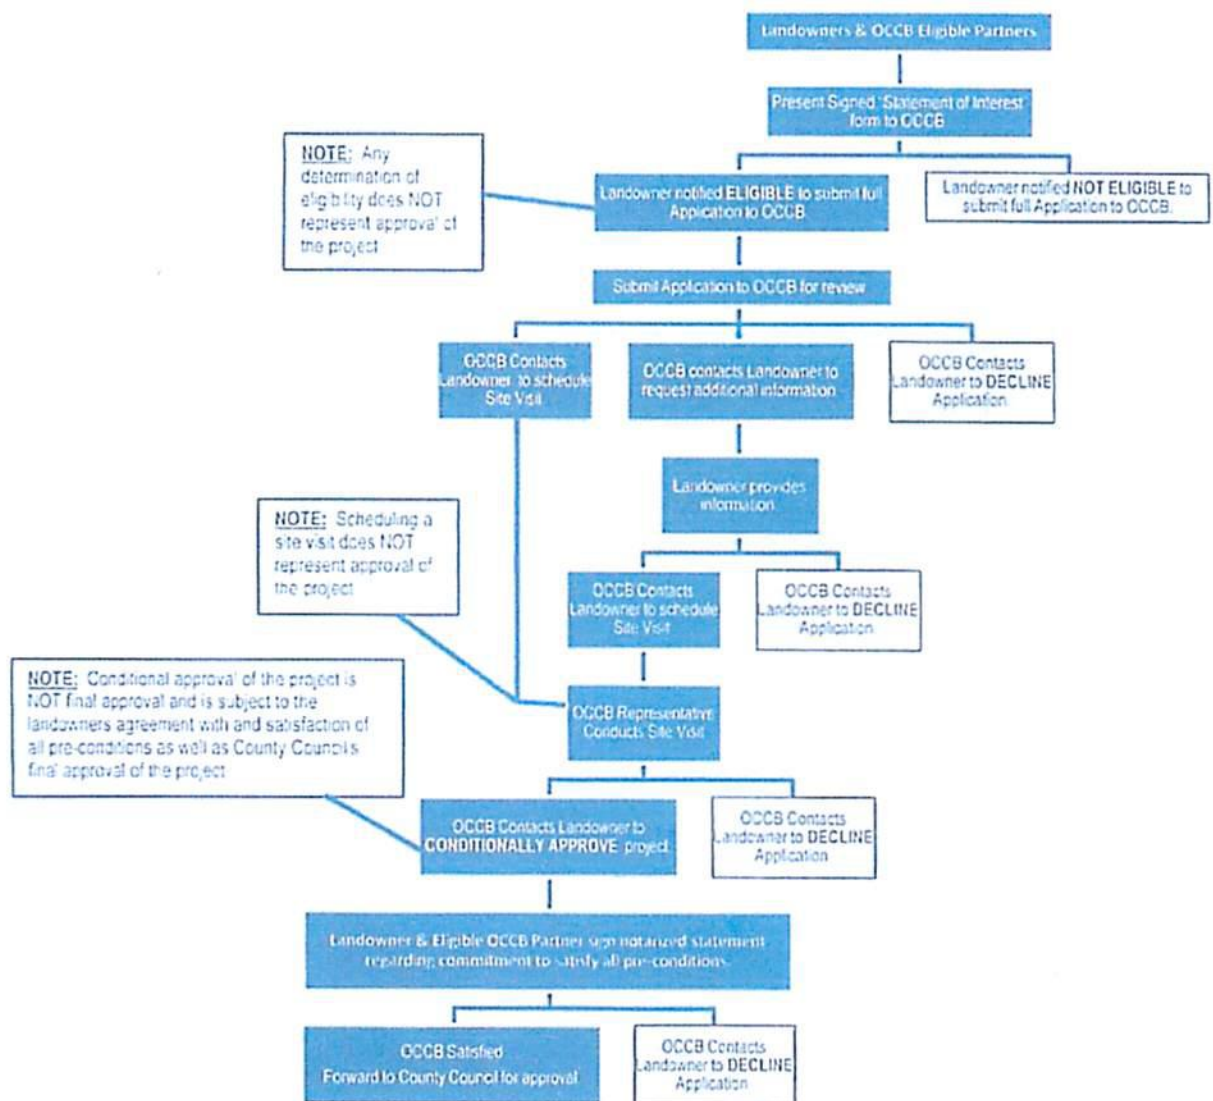 Landowners & OCCB Eligible Partners
Present Signed "Statement of Interest
form to OCCB
NOTE: Any
determination of
eligibility does NOT
represent approval of
the project
Landowner notified ELIGIBLE to submit full
Application to OCCB
Landowner notified NOT ELIGIBLE to
submit full Application to OCCB.
Submit Application to OCCB for review
OCCB Contacts
Landowner to schedule
Site Visit
OCCB contacts Landowner to
request additional information
OCCB Contacts
Landowner to DECLINE
Application
Landowner provides
information
NOTE: Scheduling a
site visit does NOT
represent approval of
the project
OCCB Contacts
Landowner to schedule
Site Visit
OCCB Contacts
Landowner to DECLINE
Application
NOTE: Conditional approval of the project is
NOT final approval and is subject to the
landowners agreement with and satisfaction of
all pre-conditions as well as County Council's
final approval of the project
OCCB Representative
Conducts Site Visit
OCCB Contacts Landowner to
CONDITIONALLY APPROVE project
OCCB Contacts
Landowner to DECLINE
Application
Landowner & Eligible OCCB Partner sign notarized statement
regarding commitment to satisfy all pre-conditions.
OCCB Satisfied
Forward to County Council for approval
OCCB Contacts
Landowner to DECLINE
Application